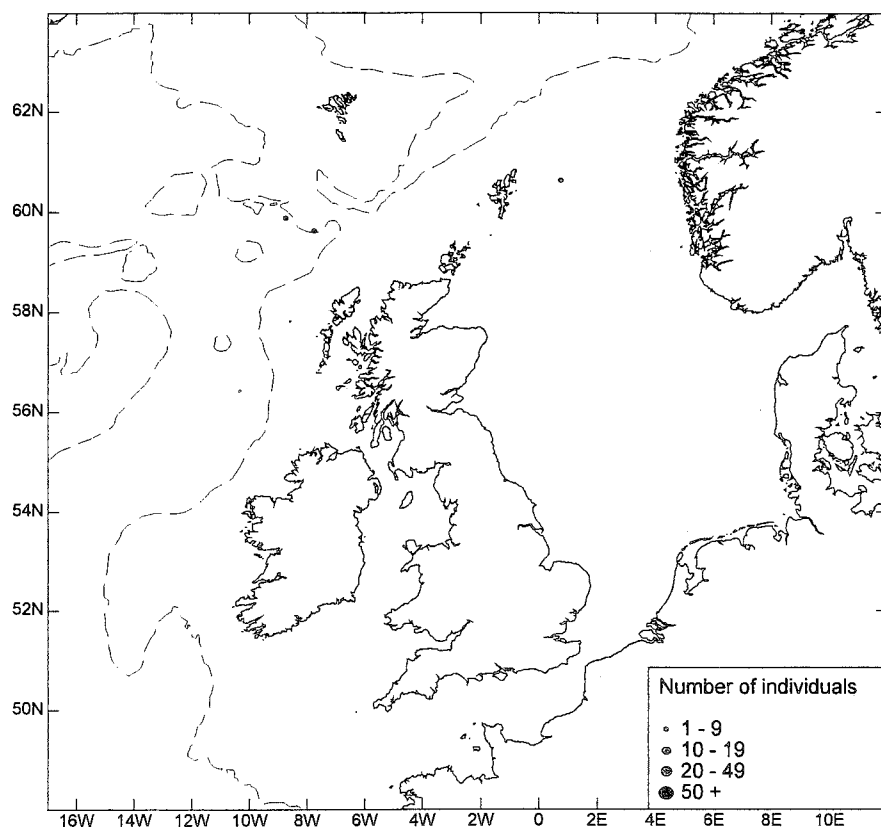 62N
60N
58N
56N
54N
52N
50N
Number of individuals
1 - 9
10 - 19
20 - 49
50 +
16W 14W 12W 10W 8W 6W 4W 2W 0 2E 4E 6E 8E 10E